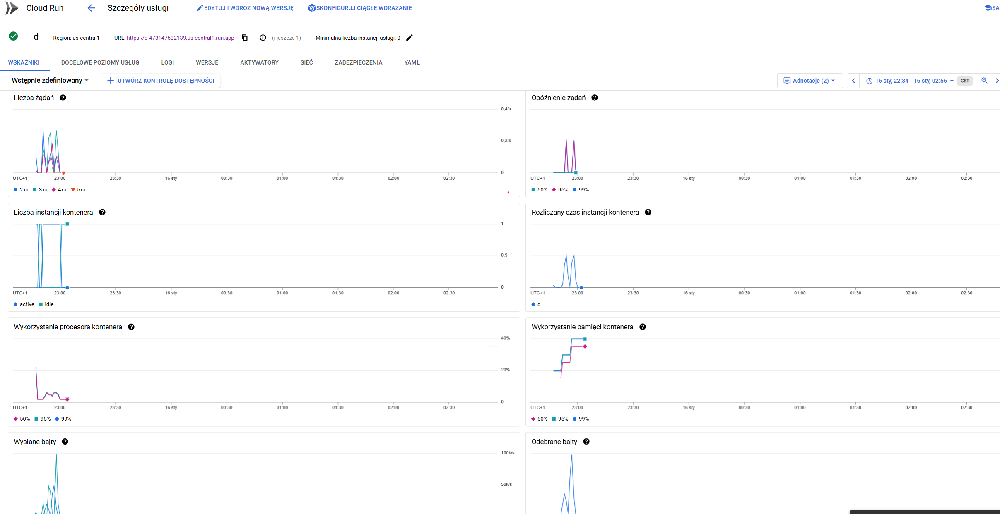 Cloud Run
Szczegóły usługi
EDYTUJ I WDRÓŻ NOWĄ WERSJĘ
SKONFIGURUJ CIĄGŁE WDRAŻANIE
SA
d
Region: us-central1
URL: https://d-473147532139.us-central1.run.app
(i jeszcze 1)
Minimalna liczba instancji usługi: 0
WSKAŹNIKI
DOCELOWE POZIOMY USŁUG
LOGI
WERSJE
AKTYWATORY
SIEĆ
ZABEZPIECZENIA
YAML
Wstępnie zdefiniowany
UTWÓRZ KONTROLĘ DOSTĘPNOŚCI
Adnotacje (2)
15 sty, 22:34 - 16 sty, 02:56
CET
Liczba żądań
0,4/s
0,2/s
0
UTC+1 23:00 23:30 16 sty 00:30 01:00 01:30 02:00 02:30
2xx 3xx 4xx 5xx
Opóźnienie żądań
UTC+1 23:00 23:30 16 sty 00:30 01:00 01:30 02:00 02:30
50% 95% 99%
Liczba instancji kontenera
1
0,5
0
UTC+1 23:00 23:30 16 sty 00:30 01:00 01:30 02:00 02:30
active idle
Rozliczany czas instancji kontenera
UTC+1 23:00 23:30 16 sty 00:30 01:00 01:30 02:00 02:30
d
Wykorzystanie procesora kontenera
40%
20%
0
UTC+1 23:00 23:30 16 sty 00:30 01:00 01:30 02:00 02:30
50% 95% 99%
Wykorzystanie pamięci kontenera
UTC+1 23:00 23:30 16 sty 00:30 01:00 01:30 02:00 02:30
50% 95% 99%
Wysłane bajty
100k/s
50k/s
Odebrane bajty